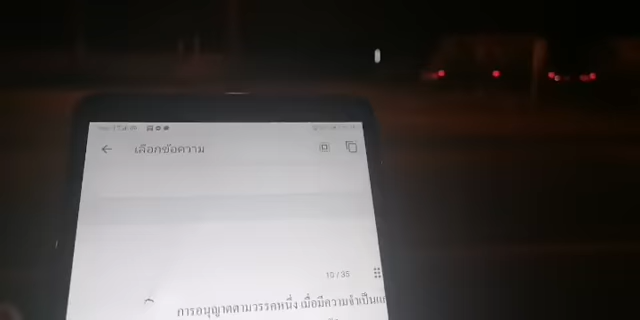 เลือกข้อความ
10 / 35
การอนุญาตตามวรรคหนึ่ง เมื่อมีความจำเป็น